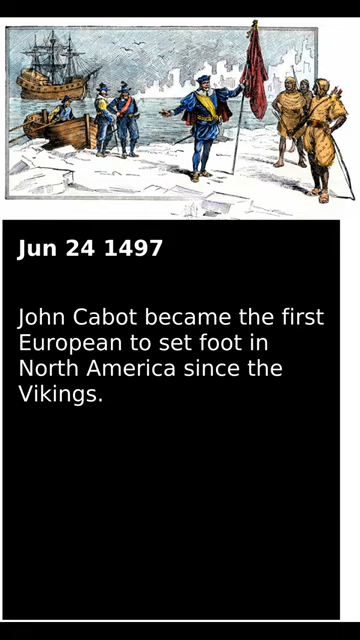 Jun 24 1497
John Cabot became the first
European to set foot in
North America since the
Vikings.